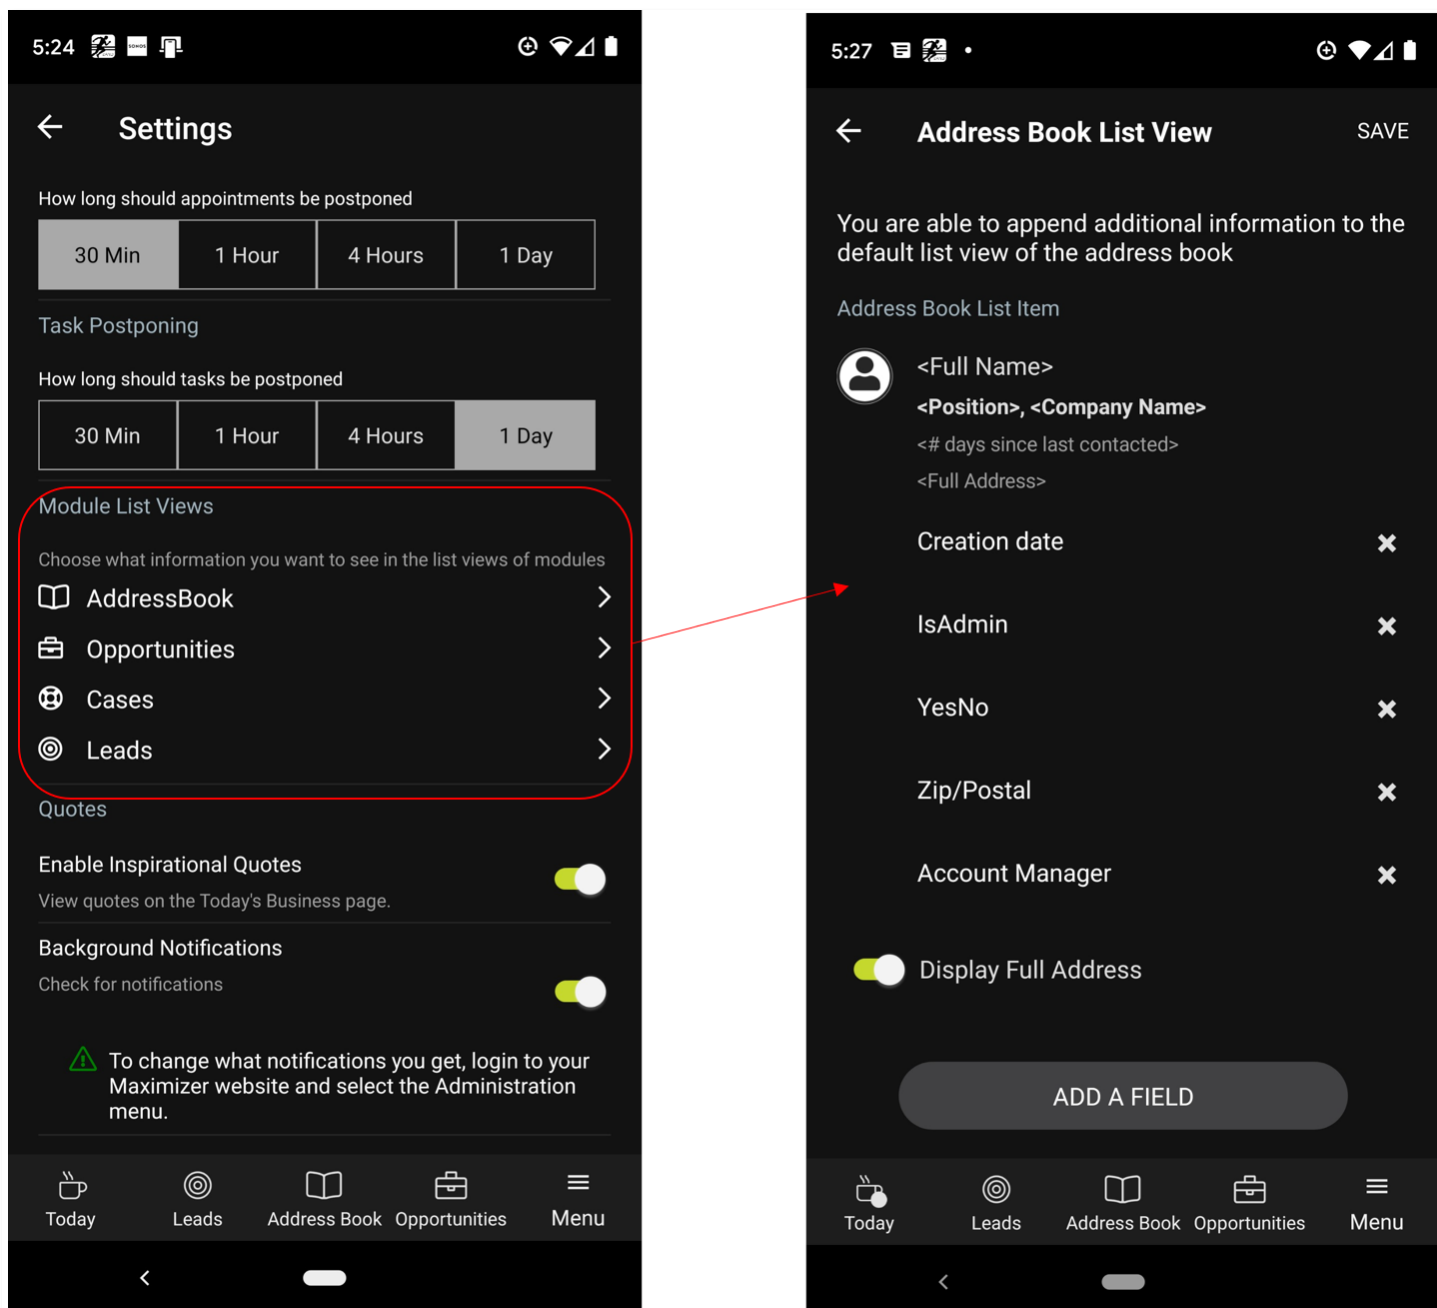 5:24
SONOS
Settings
How long should appointments be postponed
30 Min 1 Hour 4 Hours 1 Day
Task Postponing
How long should tasks be postponed
30 Min 1 Hour 4 Hours 1 Day
Module List Views
Choose what information you want to see in the list views of modules
AddressBook
Opportunities
Cases
Leads
Quotes
Enable Inspirational Quotes
View quotes on the Today's Business page.
Background Notifications
Check for notifications
To change what notifications you get, login to your
Maximizer website and select the Administration
menu.
Today Leads Address Book Opportunities Menu
5:27
Address Book List View SAVE
You are able to append additional information to the
default list view of the address book
Address Book List Item
<Full Name>
<Position>, <Company Name>
<# days since last contacted>
<Full Address>
Creation date
IsAdmin
YesNo
Zip/Postal
Account Manager
Display Full Address
ADD A FIELD
Today Leads Address Book Opportunities Menu